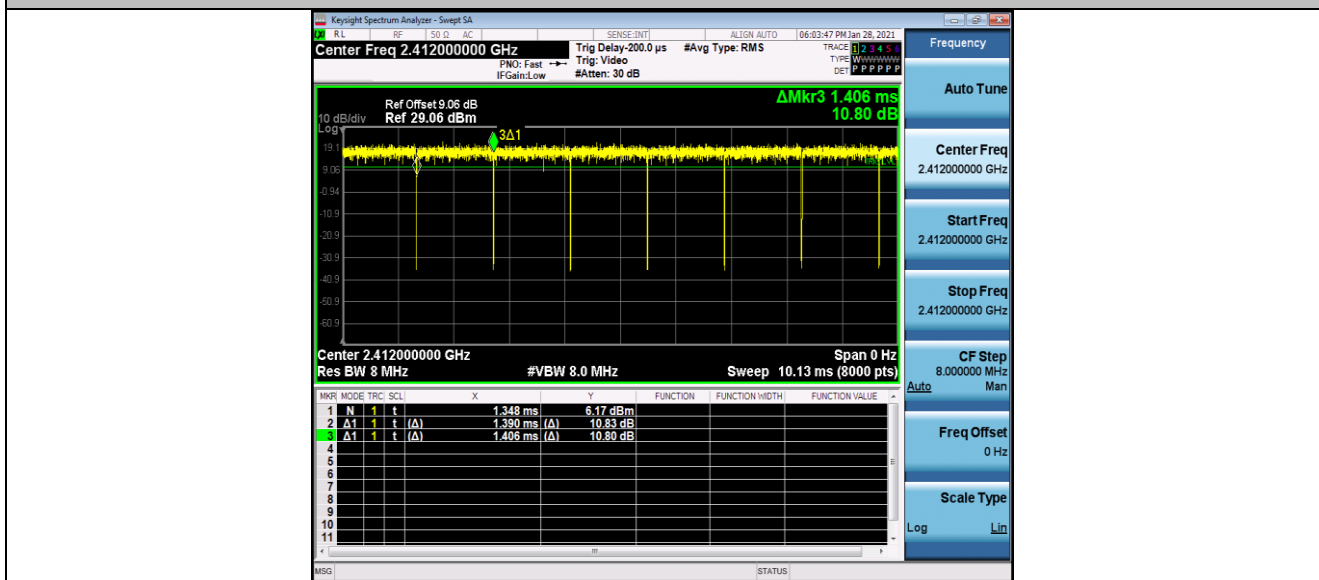 Keysight Spectrum Analyzer - Swept SA
RL RF 50 Ω AC SENSE:INT ALIGN AUTO 06:03:47 PM Jan 28, 2021
Center Freq 2.412000000 GHz Trig Delay-200.0 µs #Avg Type: RMS TRACE 1 2 3 4 5 6
PNO: Fast Trig: Video TYPE W
IFGain:Low #Atten: 30 dB DET P P P P P P
ΔMkr3 1.406 ms
Ref Offset 9.06 dB
10 dB/div Ref 29.06 dBm 10.80 dB
Log
3Δ1
19.1
9.06
-0.94
-10.9
-20.9
-30.9
-40.9
-50.9
-60.9
Center 2.412000000 GHz Span 0 Hz
Res BW 8 MHz #VBW 8.0 MHz Sweep 10.13 ms (8000 pts)
MKR MODE TRC SCL X Y FUNCTION FUNCTION WIDTH FUNCTION VALUE
1 N 1 t 1.348 ms 6.17 dBm
2 Δ1 1 t (Δ) 1.390 ms (Δ) 10.83 dB
3 Δ1 1 t (Δ) 1.406 ms (Δ) 10.80 dB
4
5
6
7
8
9
10
11
MSG STATUS
Frequency
Auto Tune
Center Freq
2.412000000 GHz
Start Freq
2.412000000 GHz
Stop Freq
2.412000000 GHz
CF Step
8.000000 MHz
Auto Man
Freq Offset
0 Hz
Scale Type
Log Lin